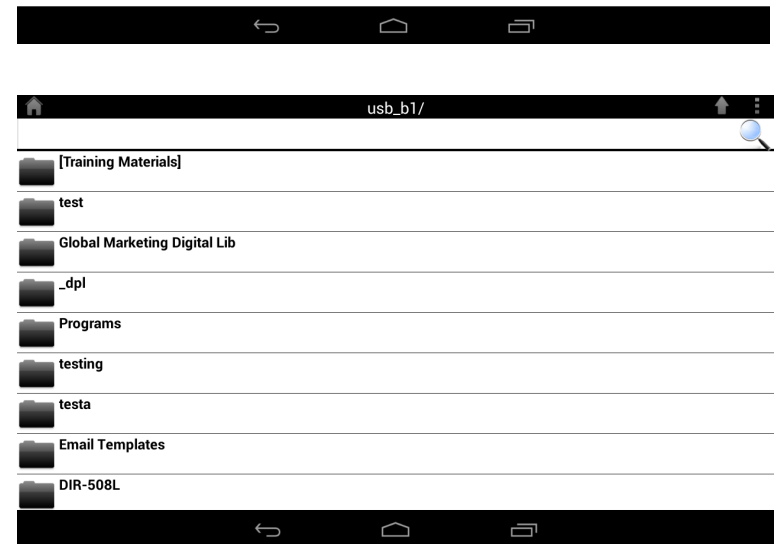 usb_b1/
[Training Materials]
test
Global Marketing Digital Lib
_dpl
Programs
testing
testa
Email Templates
DIR-508L